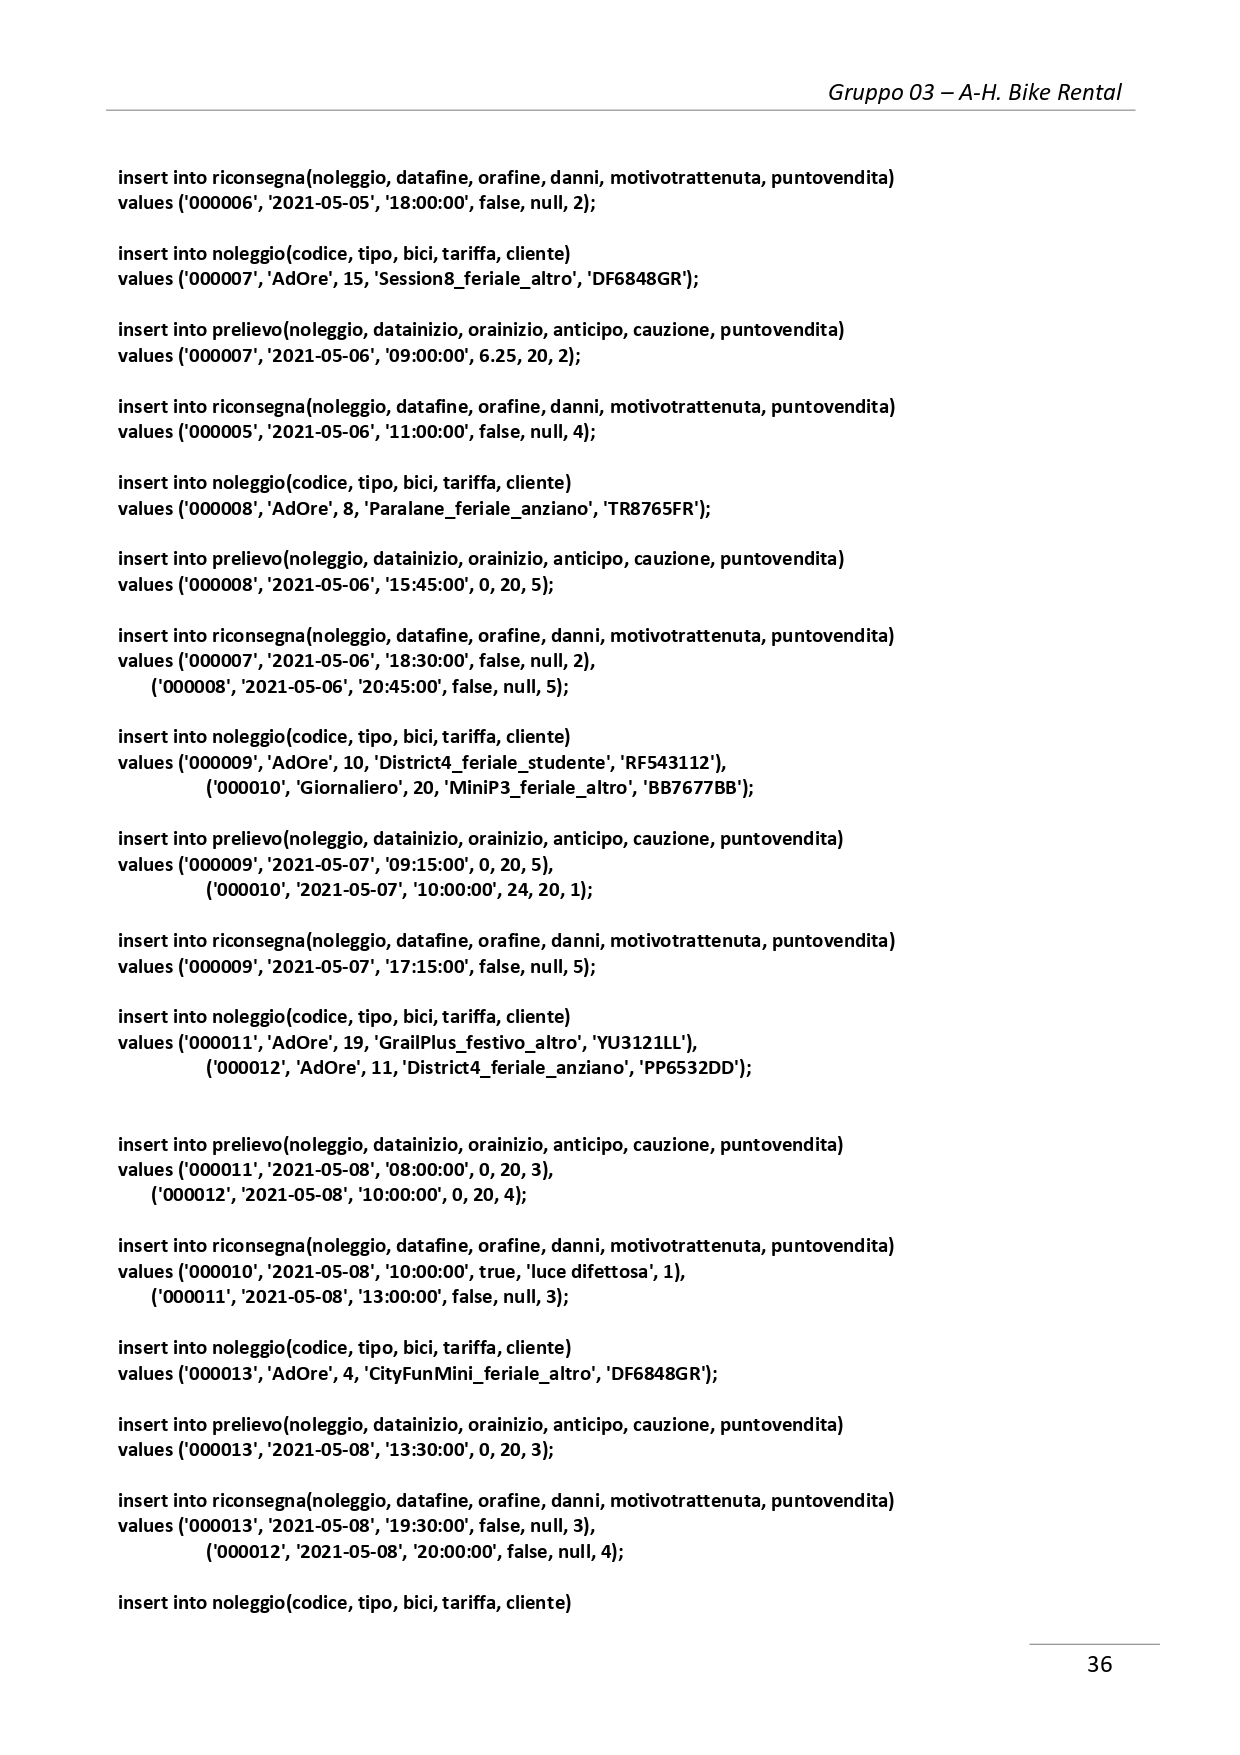 Gruppo 03 – A-H. Bike Rental
insert into riconsegna(noleggio, datafine, orafine, danni, motivotrattenuta, puntovendita)
values ('000006', '2021-05-05', '18:00:00', false, null, 2);
insert into noleggio(codice, tipo, bici, tariffa, cliente)
values ('000007', 'AdOre', 15, 'Session8_feriale_altro', 'DF6848GR');
insert into prelievo(noleggio, datainizio, orainizio, anticipo, cauzione, puntovendita)
values ('000007', '2021-05-06', '09:00:00', 6.25, 20, 2);
insert into riconsegna(noleggio, datafine, orafine, danni, motivotrattenuta, puntovendita)
values ('000005', '2021-05-06', '11:00:00', false, null, 4);
insert into noleggio(codice, tipo, bici, tariffa, cliente)
values ('000008', 'AdOre', 8, 'Paralane_feriale_anziano', 'TR8765FR');
insert into prelievo(noleggio, datainizio, orainizio, anticipo, cauzione, puntovendita)
values ('000008', '2021-05-06', '15:45:00', 0, 20, 5);
insert into riconsegna(noleggio, datafine, orafine, danni, motivotrattenuta, puntovendita)
values ('000007', '2021-05-06', '18:30:00', false, null, 2),
('000008', '2021-05-06', '20:45:00', false, null, 5);
insert into noleggio(codice, tipo, bici, tariffa, cliente)
values ('000009', 'AdOre', 10, 'District4_feriale_studente', 'RF543112'),
('000010', 'Giornaliero', 20, 'MiniP3_feriale_altro', 'BB7677BB');
insert into prelievo(noleggio, datainizio, orainizio, anticipo, cauzione, puntovendita)
values ('000009', '2021-05-07', '09:15:00', 0, 20, 5),
('000010', '2021-05-07', '10:00:00', 24, 20, 1);
insert into riconsegna(noleggio, datafine, orafine, danni, motivotrattenuta, puntovendita)
values ('000009', '2021-05-07', '17:15:00', false, null, 5);
insert into noleggio(codice, tipo, bici, tariffa, cliente)
values ('000011', 'AdOre', 19, 'GrailPlus_festivo_altro', 'YU3121LL'),
('000012', 'AdOre', 11, 'District4_feriale_anziano', 'PP6532DD');
insert into prelievo(noleggio, datainizio, orainizio, anticipo, cauzione, puntovendita)
values ('000011', '2021-05-08', '08:00:00', 0, 20, 3),
('000012', '2021-05-08', '10:00:00', 0, 20, 4);
insert into riconsegna(noleggio, datafine, orafine, danni, motivotrattenuta, puntovendita)
values ('000010', '2021-05-08', '10:00:00', true, 'luce difettosa', 1),
('000011', '2021-05-08', '13:00:00', false, null, 3);
insert into noleggio(codice, tipo, bici, tariffa, cliente)
values ('000013', 'AdOre', 4, 'CityFunMini_feriale_altro', 'DF6848GR');
insert into prelievo(noleggio, datainizio, orainizio, anticipo, cauzione, puntovendita)
values ('000013', '2021-05-08', '13:30:00', 0, 20, 3);
insert into riconsegna(noleggio, datafine, orafine, danni, motivotrattenuta, puntovendita)
values ('000013', '2021-05-08', '19:30:00', false, null, 3),
('000012', '2021-05-08', '20:00:00', false, null, 4);
insert into noleggio(codice, tipo, bici, tariffa, cliente)
36